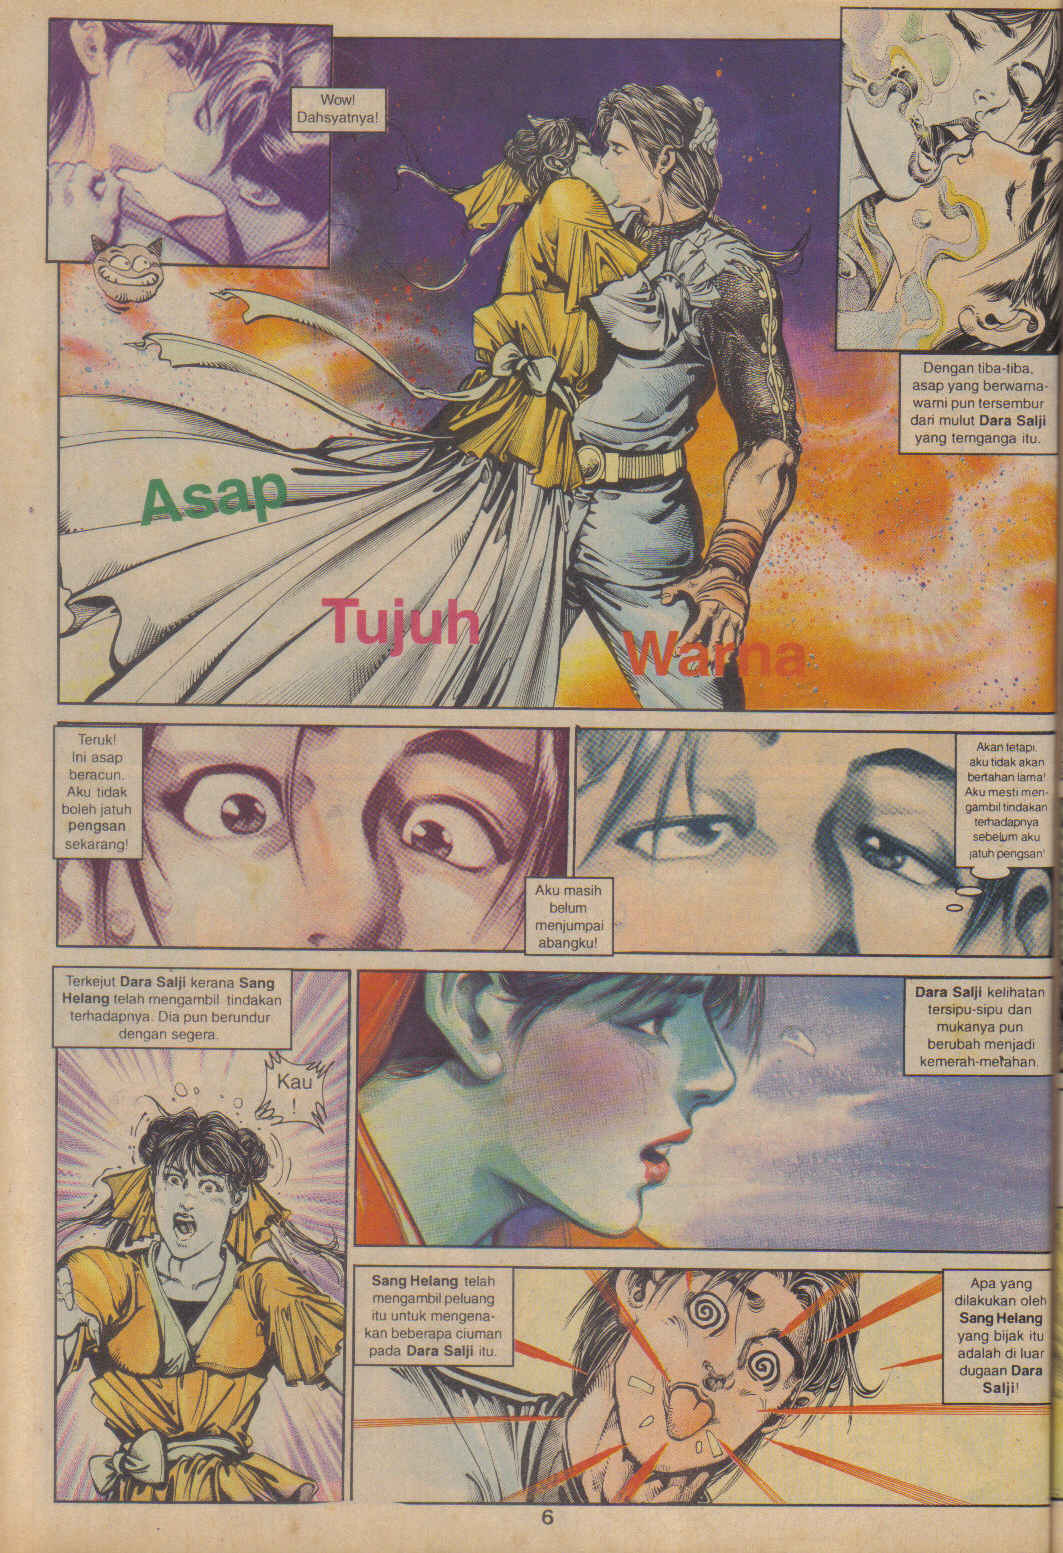 Wow!
Dahsyatnya!
Dengan tiba-tiba,
asap yang berwarna-
warni pun tersembur
dari mulut Dara Salji
yang ternganga itu.
Asap
Tujuh
Warna
Teruk!
Ini asap
beracun.
Aku tidak
boleh jatuh
pengsan
sekarang!
Aku masih
belum
menjumpai
abangku!
Akan tetapi,
aku tidak akan
bertahan lama!
Aku mesti men-
gambil tindakan
terhadapnya
sebelum aku
jatuh pengsan!
Terkejut Dara Salji kerana Sang
Helang telah mengambil tindakan
terhadapnya. Dia pun berundur
dengan segera.
Kau
!
Dara Salji kelihatan
tersipu-sipu dan
mukanya pun
berubah menjadi
kemerah-merahan.
Sang Helang telah
mengambil peluang
itu untuk mengena-
kan beberapa ciuman
pada Dara Salji itu.
Apa yang
dilakukan oleh
Sang Helang
yang bijak itu
adalah di luar
dugaan Dara
Salji!
6